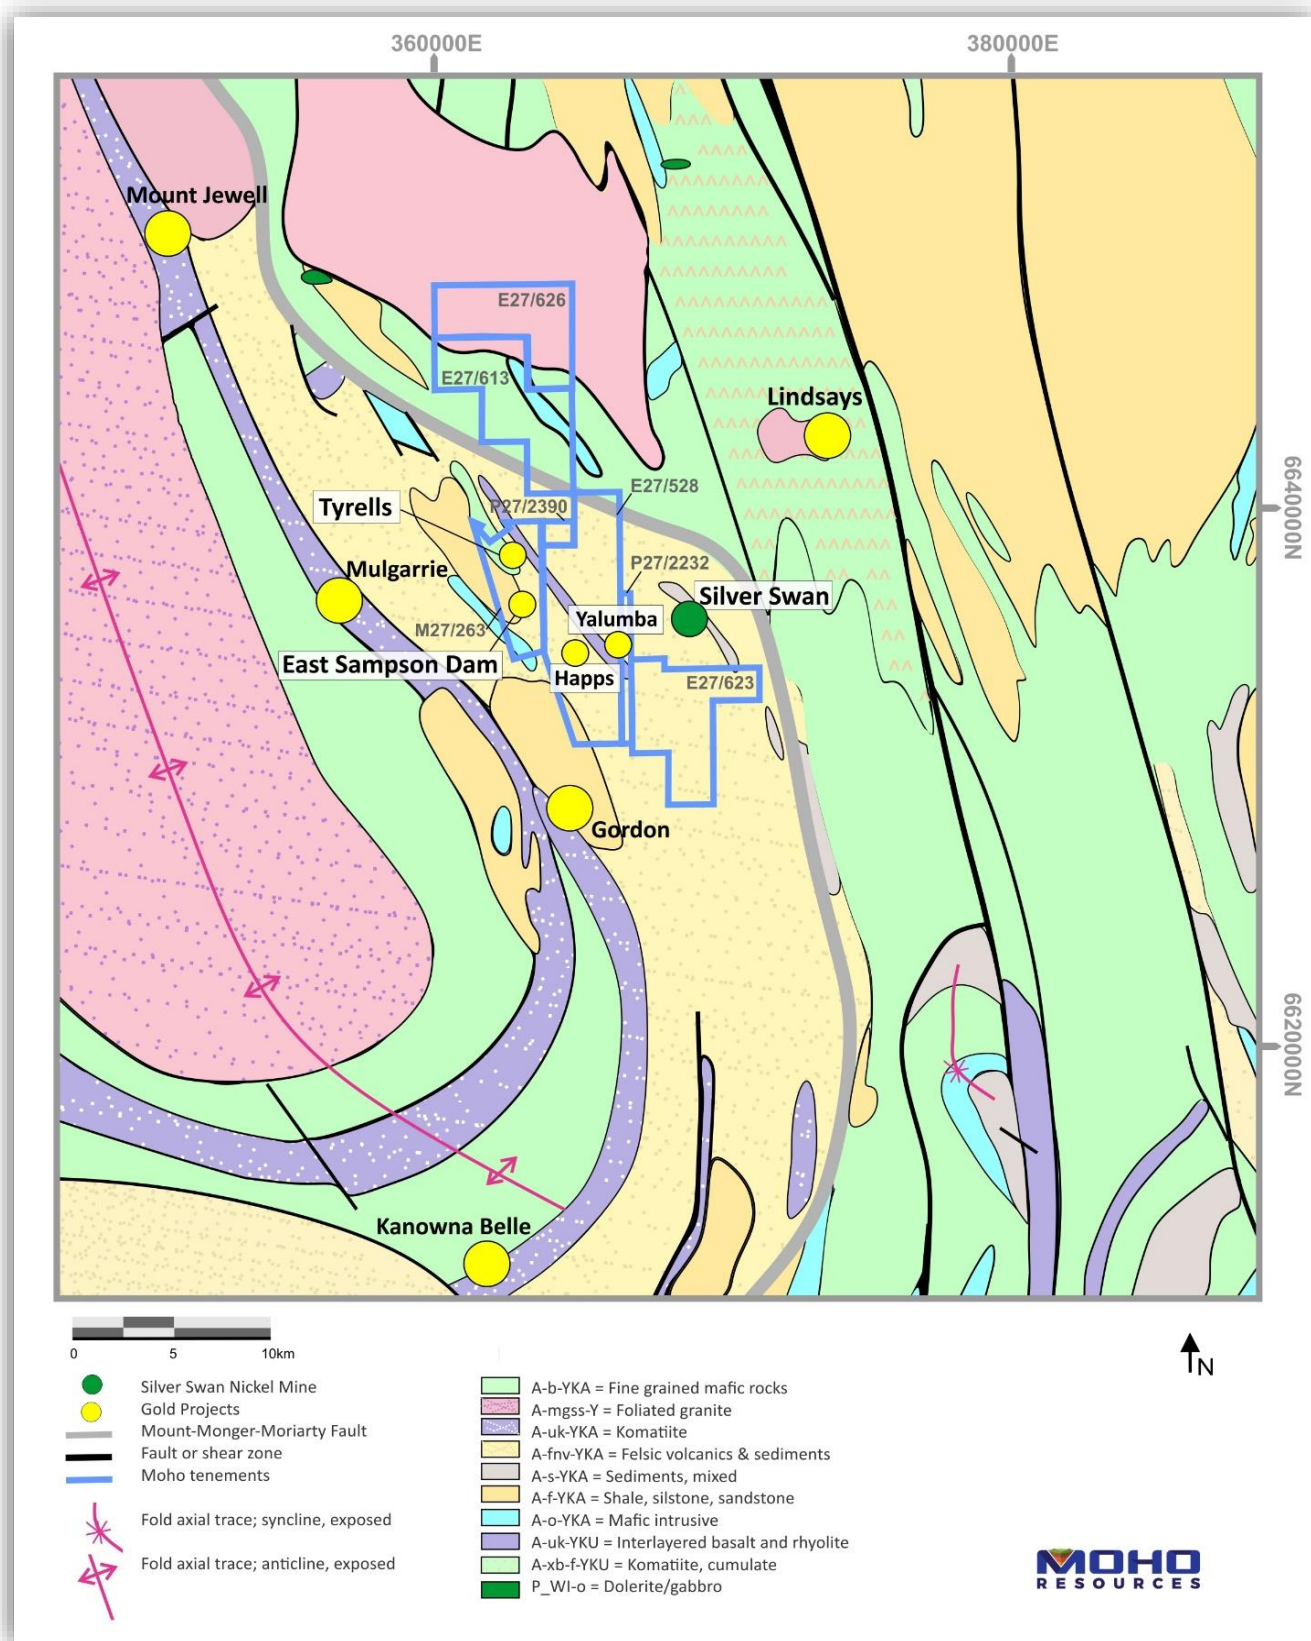 360000E
380000E
Mount Jewell
E27/626
E27/613
Lindsays
E27/528
P27/2390
Tyrells
6640000N
P27/2232
Mulgarrie
Silver Swan
Yalumba
M27/263
East Sampson Dam
Happs
E27/623
Gordon
6620000N
Kanowna Belle
0 5 10km
N
Silver Swan Nickel Mine
Gold Projects
Mount-Monger-Moriarty Fault
Fault or shear zone
Moho tenements
Fold axial trace; syncline, exposed
Fold axial trace; anticline, exposed
A-b-YKA = Fine grained mafic rocks
A-mgss-Y = Foliated granite
A-uk-YKA = Komatiite
A-fnv-YKA = Felsic volcanics & sediments
A-s-YKA = Sediments, mixed
A-f-YKA = Shale, silstone, sandstone
A-o-YKA = Mafic intrusive
A-uk-YKU = Interlayered basalt and rhyolite
A-xb-f-YKU = Komatiite, cumulate
P_WI-o = Dolerite/gabbro
MOHO
RESOURCES